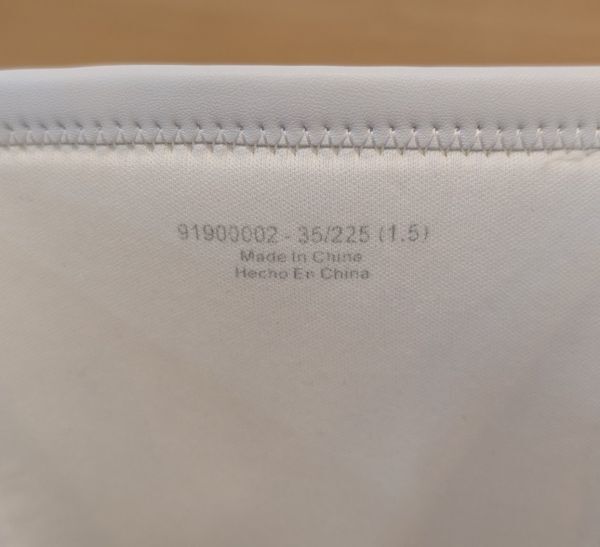 91900002 - 35/225 (1.5)
Made In China
Hecho En China